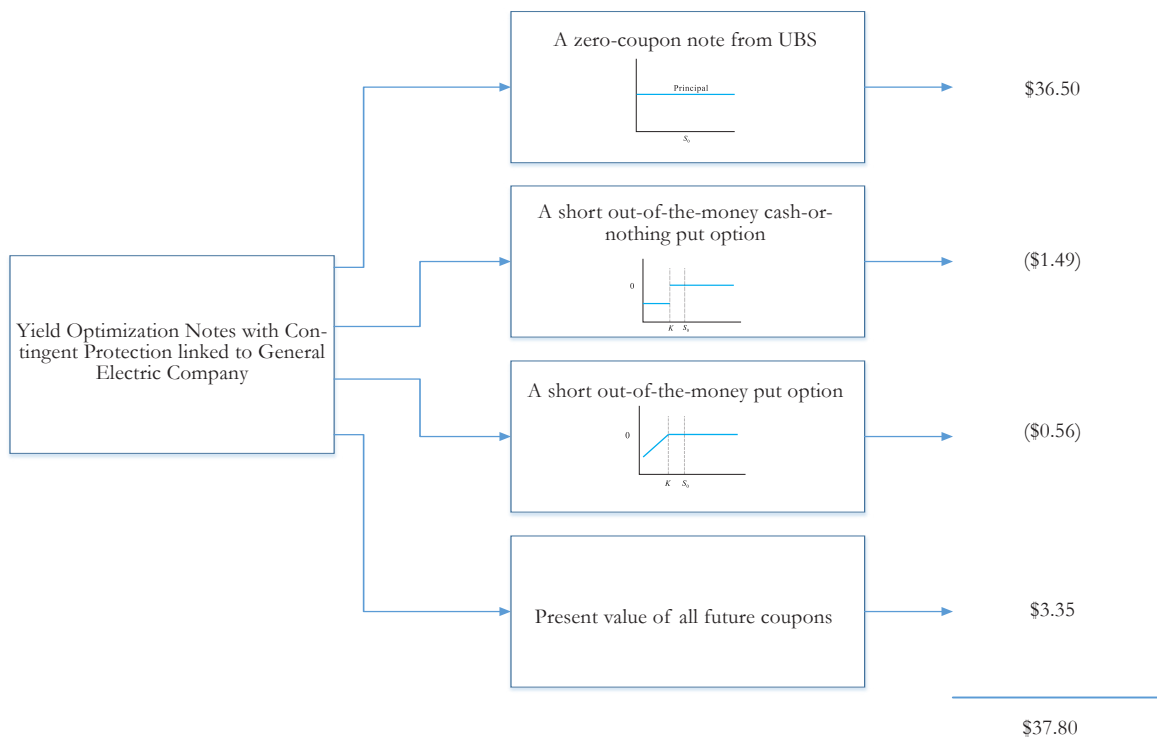 A zero-coupon note from UBS
Principal
S₀
$36.50
A short out-of-the-money cash-or-
nothing put option
0
K
S₀
($1.49)
Yield Optimization Notes with Con-
tingent Protection linked to General
Electric Company
A short out-of-the-money put option
0
K
S₀
($0.56)
Present value of all future coupons
$3.35
$37.80